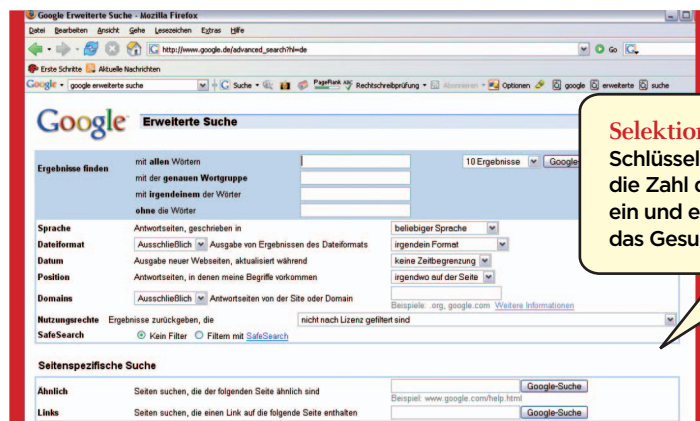 Google Erweiterte Suche - Mozilla Firefox
Datei Bearbeiten Ansicht Gehe Lesezeichen Extras Hilfe
http://www.google.de/advanced_search?hl=de Go
Erste Schritte Aktuelle Nachrichten
Google google erweiterte suche Suche PageRank Rechtschreibprüfung Abonnieren Optionen google erweiterte suche
Google Erweiterte Suche
Ergebnisse finden mit allen Wörtern 10 Ergebnisse Google-
mit der genauen Wortgruppe
mit irgendeinem der Wörter
ohne die Wörter
Sprache Antwortseiten, geschrieben in beliebiger Sprache
Dateiformat Ausschließlich Ausgabe von Ergebnissen des Dateiformats irgendein Format
Datum Ausgabe neuer Webseiten, aktualisiert während keine Zeitbegrenzung
Position Antwortseiten, in denen meine Begriffe vorkommen irgendwo auf der Seite
Domains Ausschließlich Antwortseiten von der Site oder Domain
Beispiele: .org, google.com Weitere Informationen
Nutzungsrechte Ergebnisse zurückgeben, die nicht nach Lizenz gefiltert sind
SafeSearch Kein Filter Filtern mit SafeSearch
Seitenspezifische Suche
Ähnlich Seiten suchen, die der folgenden Seite ähnlich sind Google-Suche
Beispiel: www.google.com/help.html
Links Seiten suchen, die einen Link auf die folgende Seite enthalten Google-Suche
Selektion
Schlüssel
die Zahl
ein und e
das Gesu